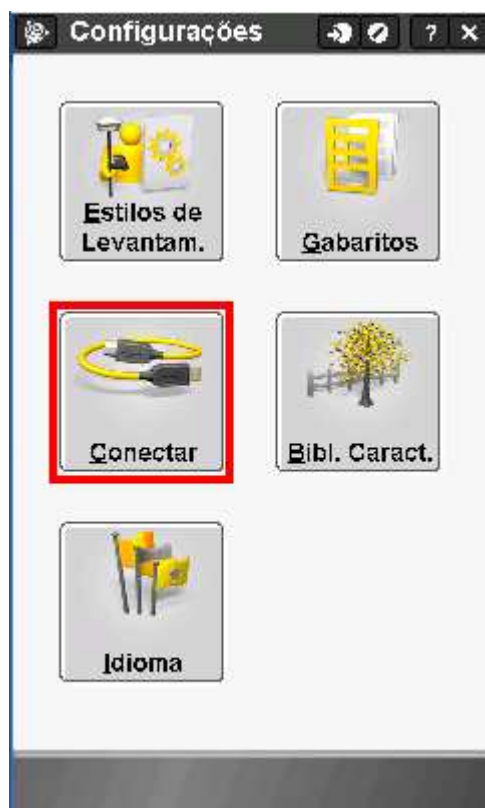 Configurações ? ×
Estilos de
Levantam.
Gabaritos
Conectar
Bibl. Caract.
Idioma